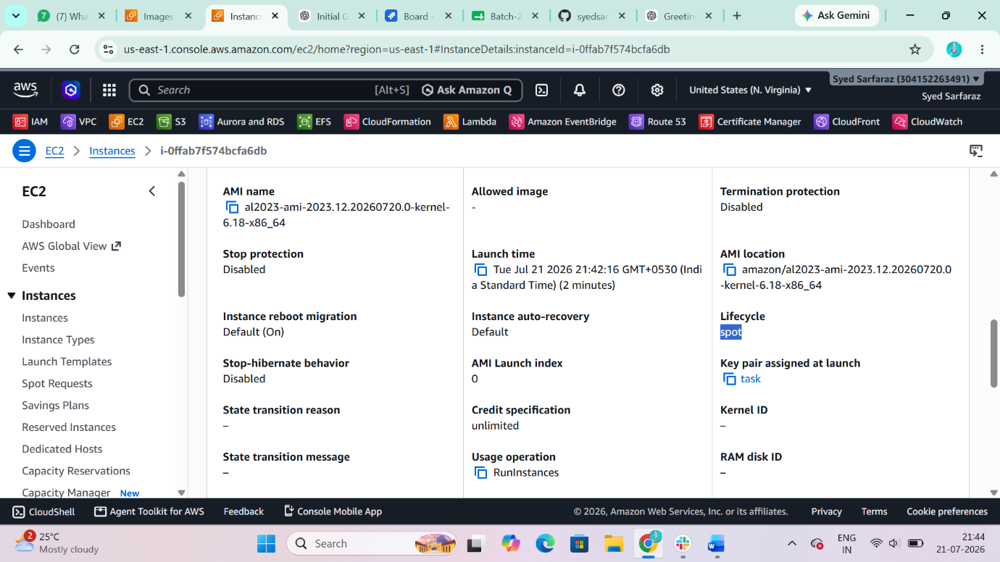 (7) Wha
Images
Instanc
Initial G
Board -
Batch-2
syedsar
Greetin
Ask Gemini
us-east-1.console.aws.amazon.com/ec2/home?region=us-east-1#InstanceDetails:instanceId=i-0ffab7f574bcfa6db
aws
Search
[Alt+S]
Ask Amazon Q
United States (N. Virginia)
Syed Sarfaraz (304152263491)
Syed Sarfaraz
IAM
VPC
EC2
S3
Aurora and RDS
EFS
CloudFormation
Lambda
Amazon EventBridge
Route 53
Certificate Manager
CloudFront
CloudWatch
EC2
Instances
i-0ffab7f574bcfa6db
EC2
Dashboard
AWS Global View
Events
Instances
Instances
Instance Types
Launch Templates
Spot Requests
Savings Plans
Reserved Instances
Dedicated Hosts
Capacity Reservations
Capacity Manager New
AMI name
al2023-ami-2023.12.20260720.0-kernel-
6.18-x86_64
Allowed image
-
Termination protection
Disabled
Stop protection
Disabled
Launch time
Tue Jul 21 2026 21:42:16 GMT+0530 (Indi
a Standard Time) (2 minutes)
AMI location
amazon/al2023-ami-2023.12.20260720.0
-kernel-6.18-x86_64
Instance reboot migration
Default (On)
Instance auto-recovery
Default
Lifecycle
spot
Stop-hibernate behavior
Disabled
AMI Launch index
0
Key pair assigned at launch
task
State transition reason
–
Credit specification
unlimited
Kernel ID
–
State transition message
–
Usage operation
RunInstances
RAM disk ID
–
CloudShell
Agent Toolkit for AWS
Feedback
Console Mobile App
© 2026, Amazon Web Services, Inc. or its affiliates.
Privacy
Terms
Cookie preferences
2
25°C
Mostly cloudy
Search
ENG
IN
21:44
21-07-2026